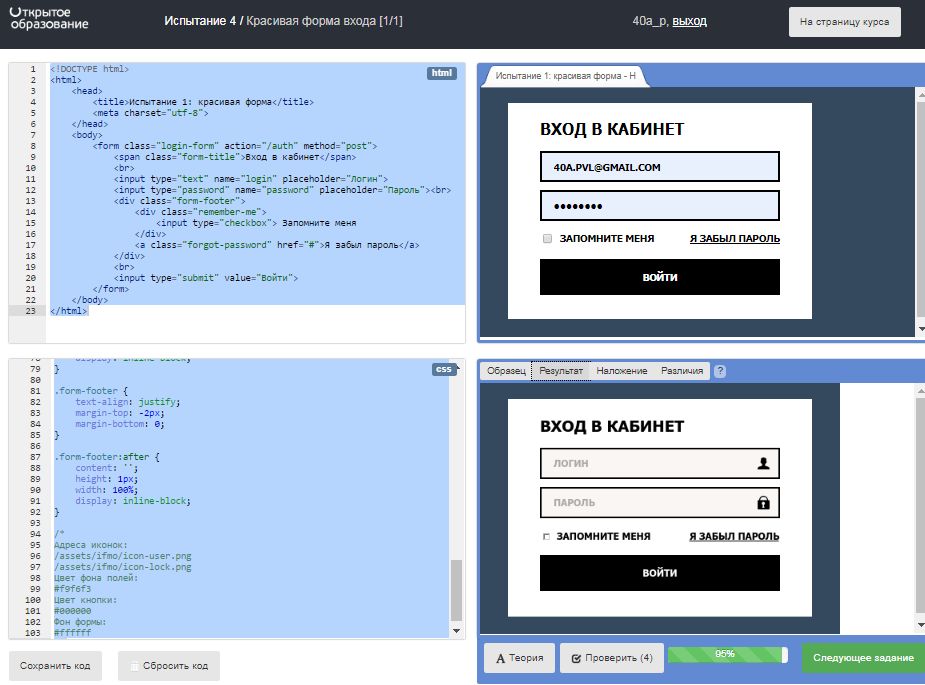 Открытое
образование
Испытание 4 / Красивая форма входа [1/1]
40a_p, выход
На страницу курса
1 <!DOCTYPE html>
2 <html>
3 <head>
4 <title>Испытание 1: красивая форма</title>
5 <meta charset="utf-8">
6 </head>
7 <body>
8 <form class="login-form" action="/auth" method="post">
9 <span class="form-title">Вход в кабинет</span>
10 <br>
11 <input type="text" name="login" placeholder="Логин">
12 <input type="password" name="password" placeholder="Пароль"><br>
13 <div class="form-footer">
14 <div class="remember-me">
15 <input type="checkbox"> Запомните меня
16 </div>
17 <a class="forgot-password" href="#">Я забыл пароль</a>
18 </div>
19 <br>
20 <input type="submit" value="Войти">
21 </form>
22 </body>
23 </html>
html
Испытание 1: красивая форма - H
ВХОД В КАБИНЕТ
40A.PVL@GMAIL.COM
••••••••
ЗАПОМНИТЕ МЕНЯ Я ЗАБЫЛ ПАРОЛЬ
ВОЙТИ
78 display: inline-block;
79 }
80
81 .form-footer {
82 text-align: justify;
83 margin-top: -2px;
84 margin-bottom: 0;
85 }
86
87 .form-footer:after {
88 content: '';
89 height: 1px;
90 width: 100%;
91 display: inline-block;
92 }
93
94 /*
95 Адреса иконок:
96 /assets/ifmo/icon-user.png
97 /assets/ifmo/icon-lock.png
98 Цвет фона полей:
99 #f9f6f3
100 Цвет кнопки:
101 #000000
102 Фон формы:
103 #ffffff
css
Образец Результат Наложение Различия ?
ВХОД В КАБИНЕТ
ЛОГИН
ПАРОЛЬ
ЗАПОМНИТЕ МЕНЯ Я ЗАБЫЛ ПАРОЛЬ
ВОЙТИ
Сохранить код
Сбросить код
A Теория
Проверить (4)
95%
Следующее задание